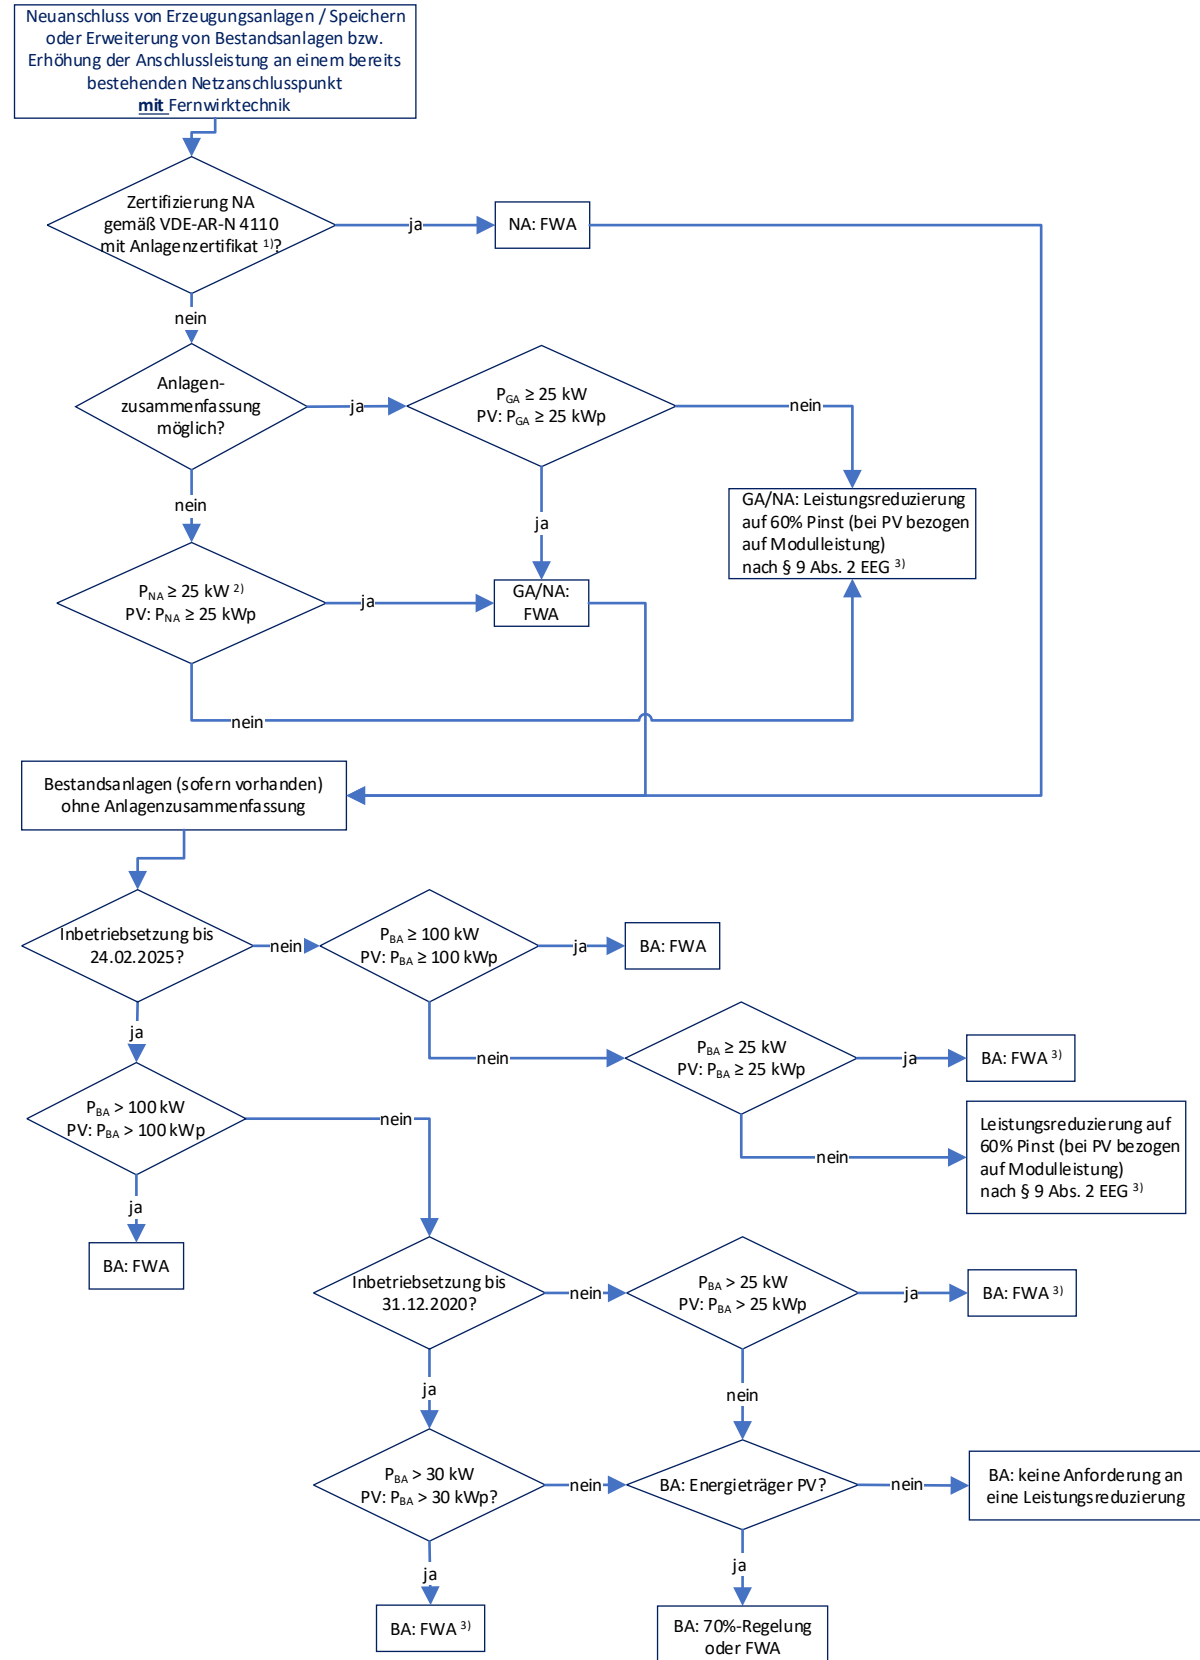 Neuanschluss von Erzeugungsanlagen / Speichern
oder Erweiterung von Bestandsanlagen bzw.
Erhöhung der Anschlussleistung an einem bereits
bestehenden Netzanschlusspunkt
mit Fernwirktechnik
Zertifizierung NA
gemäß VDE-AR-N 4110
mit Anlagenzertifikat 1)?
ja
NA: FWA
nein
Anlagen-
zusammenfassung
möglich?
ja
PGA ≥ 25 kW
PV: PGA ≥ 25 kWp
nein
nein
ja
GA/NA: Leistungsreduzierung
auf 60% Pinst (bei PV bezogen
auf Modulleistung)
nach § 9 Abs. 2 EEG 3)
PNA ≥ 25 kW 2)
PV: PNA ≥ 25 kWp
ja
GA/NA:
FWA
nein
Bestandsanlagen (sofern vorhanden)
ohne Anlagenzusammenfassung
Inbetriebsetzung bis
24.02.2025?
nein
PBA ≥ 100 kW
PV: PBA ≥ 100 kWp
ja
BA: FWA
ja
nein
PBA ≥ 25 kW
PV: PBA ≥ 25 kWp
ja
BA: FWA 3)
PBA > 100 kW
PV: PBA > 100 kWp
nein
nein
Leistungsreduzierung auf
60% Pinst (bei PV bezogen
auf Modulleistung)
nach § 9 Abs. 2 EEG 3)
ja
BA: FWA
Inbetriebsetzung bis
31.12.2020?
nein
PBA > 25 kW
PV: PBA > 25 kWp
ja
BA: FWA 3)
ja
nein
PBA > 30 kW
PV: PBA > 30 kWp?
nein
BA: Energieträger PV?
nein
BA: keine Anforderung an
eine Leistungsreduzierung
ja
ja
BA: FWA 3)
BA: 70%-Regelung
oder FWA